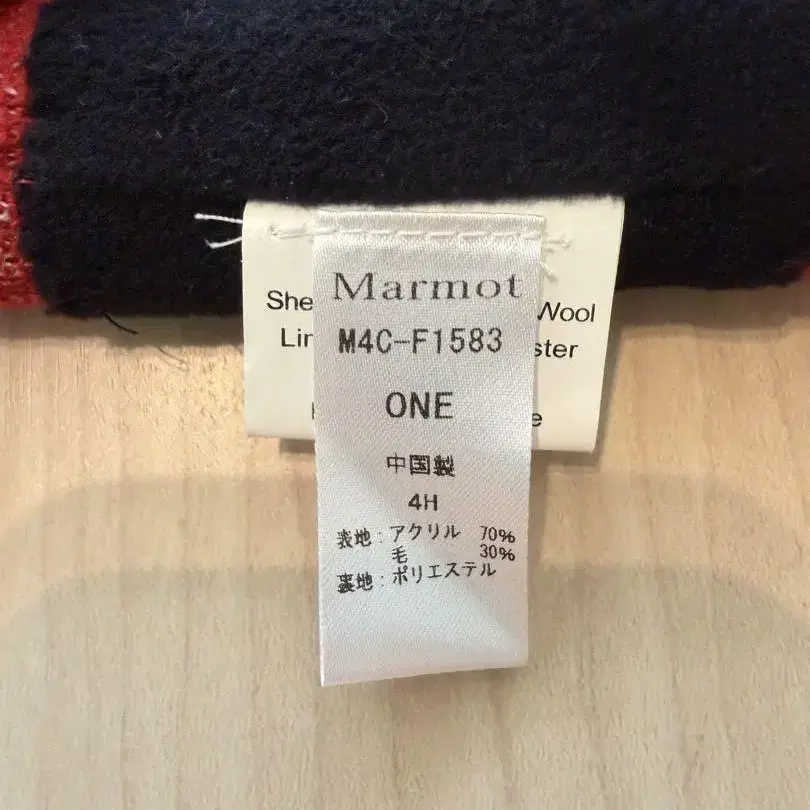 Marmot
M4C-F1583
ONE
中国製
4H
表地:アクリル 70%
毛 30%
裏地:ポリエステル
Wool